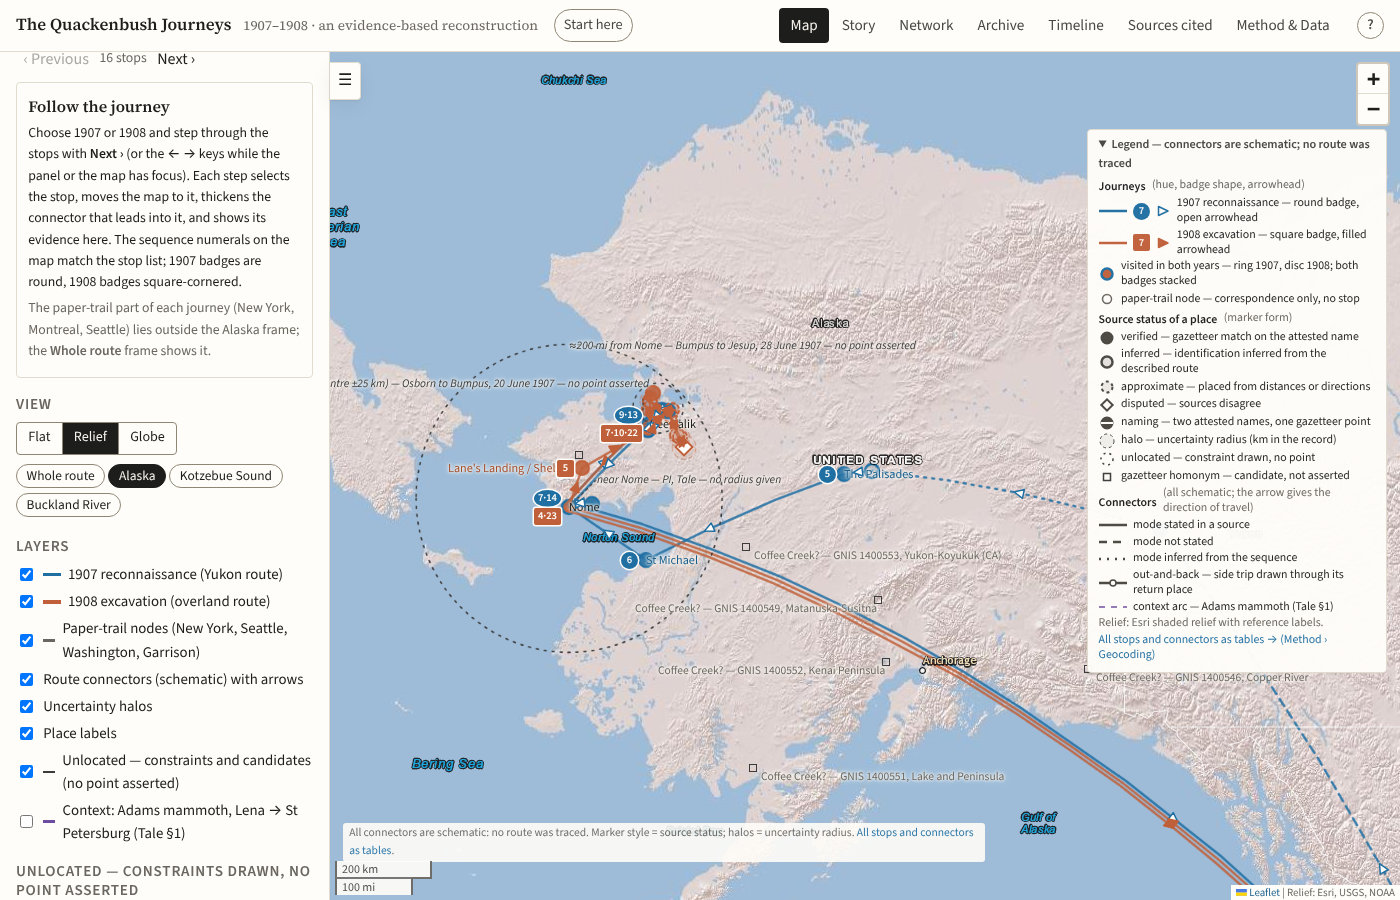 The Quackenbush Journeys
1907–1908 · an evidence-based reconstruction
Start here
Map
Story
Network
Archive
Timeline
Sources cited
Method & Data
?
‹ Previous
16 stops
Next ›
Follow the journey
Choose 1907 or 1908 and step through the
stops with Next › (or the ← → keys while the
panel or the map has focus). Each step selects
the stop, moves the map to it, thickens the
connector that leads into it, and shows its
evidence here. The sequence numerals on the
map match the stop list; 1907 badges are
round, 1908 badges square-cornered.
The paper-trail part of each journey (New York,
Montreal, Seattle) lies outside the Alaska frame;
the Whole route frame shows it.
VIEW
Flat
Relief
Globe
Whole route
Alaska
Kotzebue Sound
Buckland River
LAYERS
1907 reconnaissance (Yukon route)
1908 excavation (overland route)
Paper-trail nodes (New York, Seattle,
Washington, Garrison)
Route connectors (schematic) with arrows
Uncertainty halos
Place labels
Unlocated — constraints and candidates
(no point asserted)
Context: Adams mammoth, Lena → St
Petersburg (Tale §1)
UNLOCATED — CONSTRAINTS DRAWN, NO
POINT ASSERTED
☰
Chukchi Sea
Alaska
≈200 mi from Nome — Bumpus to Jesup, 28 June 1907 — no point asserted
ntre ±25 km) — Osborn to Bumpus, 20 June 1907 — no point asserted
9·13
7·10·22
Lane's Landing / Shel
5
near Nome — PI, Tale — no radius given
UNITED STATES
5
The Palisades
7·14
4·23
Nome
Norton Sound
6
St Michael
Coffee Creek? — GNIS 1400553, Yukon-Koyukuk (CA)
Coffee Creek? — GNIS 1400549, Matanuska-Susitna
Coffee Creek? — GNIS 1400552, Kenai Peninsula
Anchorage
Coffee Creek? — GNIS 1400546, Copper River
Bering Sea
Coffee Creek? — GNIS 1400551, Lake and Peninsula
Gulf of
Alaska
All connectors are schematic: no route was traced. Marker style = source status; halos = uncertainty radius. All stops and connectors
as tables.
200 km
100 mi
+
−
▼ Legend — connectors are schematic; no route was
traced
Journeys (hue, badge shape, arrowhead)
7
1907 reconnaissance — round badge,
open arrowhead
7
1908 excavation — square badge, filled
arrowhead
visited in both years — ring 1907, disc 1908; both
badges stacked
paper-trail node — correspondence only, no stop
Source status of a place (marker form)
verified — gazetteer match on the attested name
inferred — identification inferred from the
described route
approximate — placed from distances or directions
disputed — sources disagree
naming — two attested names, one gazetteer point
halo — uncertainty radius (km in the record)
unlocated — constraint drawn, no point
gazetteer homonym — candidate, not asserted
Connectors (all schematic; the arrow gives the
direction of travel)
mode stated in a source
mode not stated
mode inferred from the sequence
out-and-back — side trip drawn through its
return place
context arc — Adams mammoth (Tale §1)
Relief: Esri shaded relief with reference labels.
All stops and connectors as tables → (Method ›
Geocoding)
Leaflet | Relief: Esri, USGS, NOAA